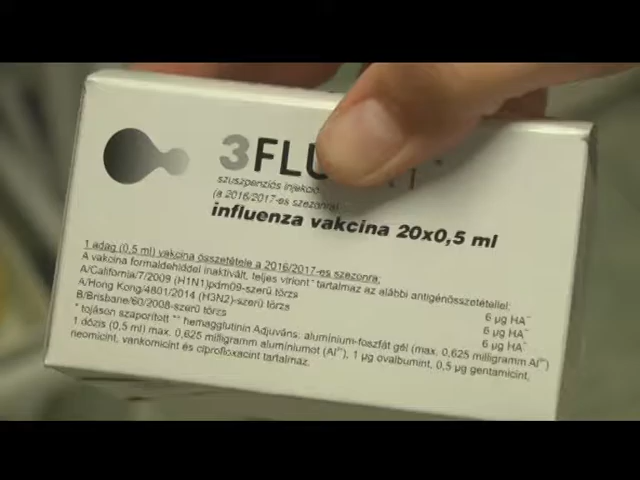 3FLU
szuszpenziós injekció
(a 2016/2017-es szezonra)
influenza vakcina 20x0,5 ml
1 adag (0,5 ml) vakcina összetétele a 2016/2017-es szezonra:
A vakcina formaldehiddel inaktivált, teljes viriont* tartalmaz az alábbi antigénösszetétellel:
A/California/7/2009 (H1N1)pdm09-szerű törzs 6 µg HA**
A/Hong Kong/4801/2014 (H3N2)-szerű törzs 6 µg HA**
B/Brisbane/60/2008-szerű törzs 6 µg HA**
* tojáson szaporított ** hemagglutinin Adjuváns: alumínium-foszfát gél (max. 0,625 milligramm Al³⁺)
1 dózis (0,5 ml) max. 0,625 milligramm alumíniumot (Al³⁺), 1 µg ovalbumint, 0,5 µg gentamicint,
neomicint, vankomicint és ciprofloxacint tartalmaz.